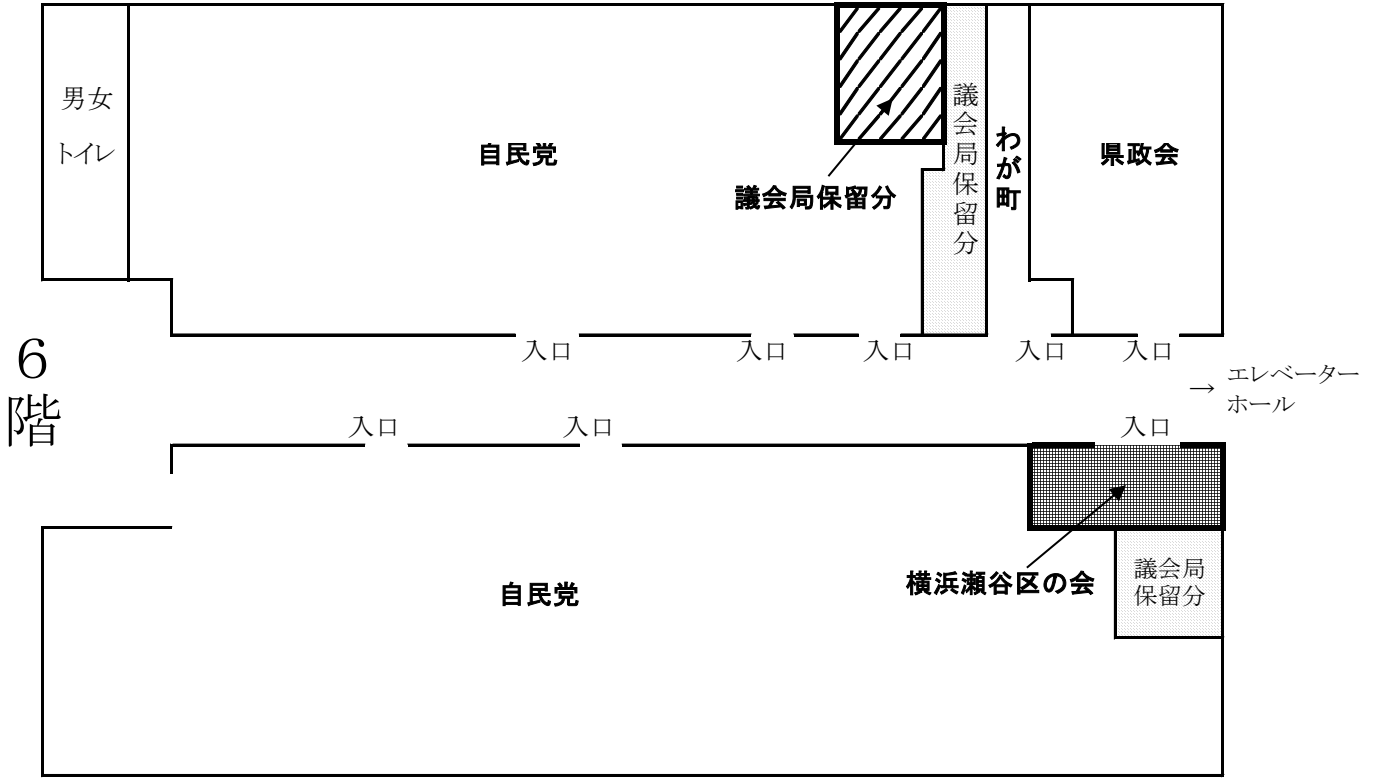 男女
トイレ
自民党
議会局保留分
議会局保留分
わが町
県政会
6階
入口
入口
入口
入口
入口
→ エレベーター
ホール
入口
入口
入口
自民党
横浜瀬谷区の会
議会局
保留分